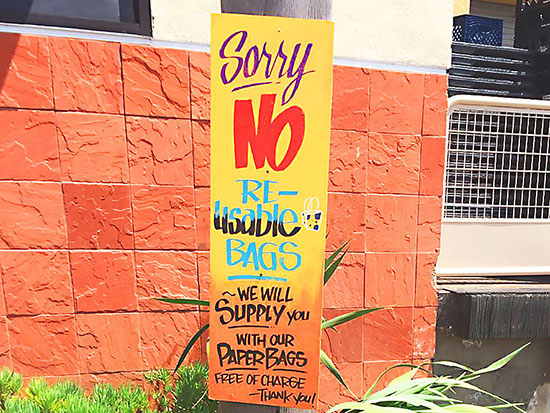 Sorry
NO
RE-
usable
BAGS
~ WE WILL
SUPPLY you
WITH OUR
PAPER BAGS
FREE OF CHARGE
-THANK YOU!